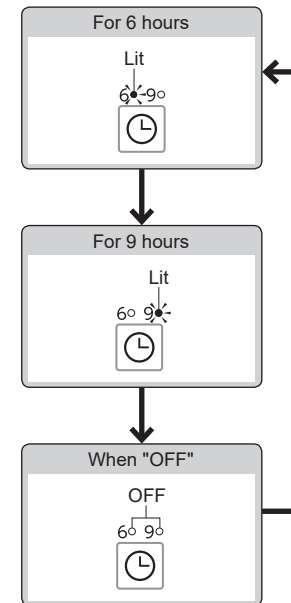 For 6 hours
Lit
6 9
For 9 hours
Lit
6 9
When "OFF"
OFF
6 9